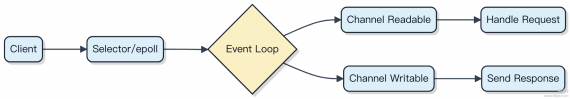 Client
Selector/epoll
Event Loop
Channel Readable
Handle Request
Channel Writable
Send Response